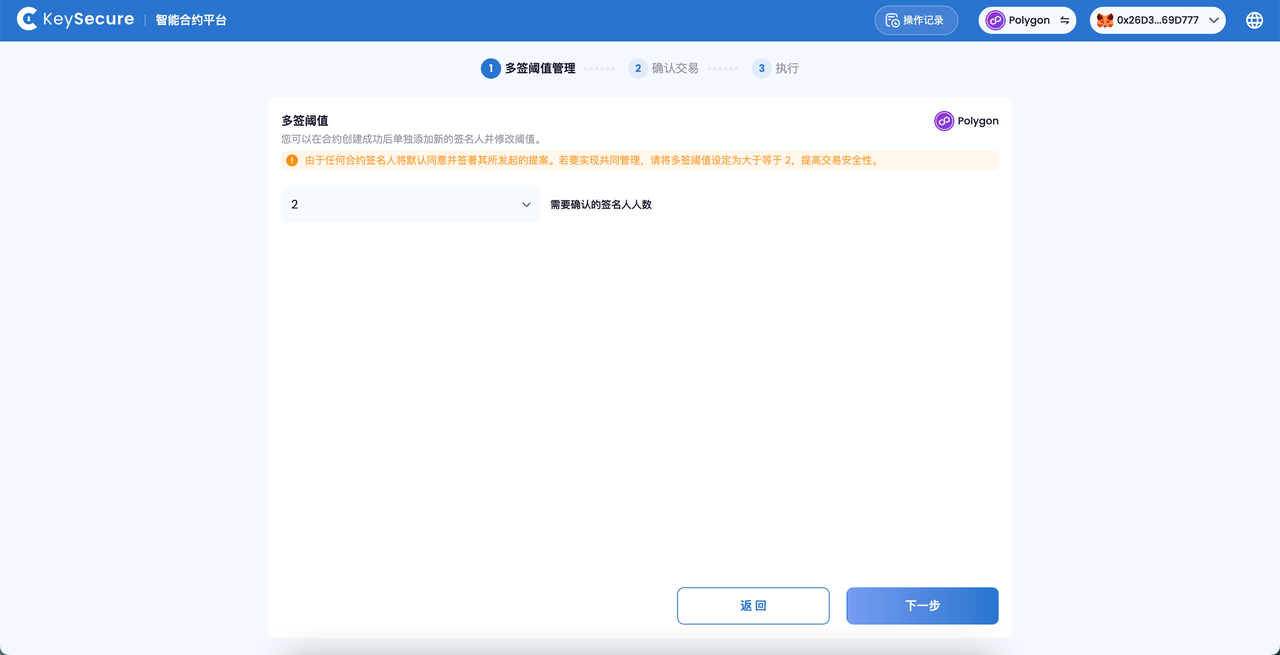 KeySecure | 智能合约平台
操作记录
Polygon
0x26D3...69D777
1 多签阈值管理
2 确认交易
3 执行
多签阈值
Polygon
您可以在合约创建成功后单独添加新的签名人并修改阈值。
由于任何合约签名人将默认同意并签署其所发起的提案。若要实现共同管理，请将多签阈值设定为大于等于 2，提高交易安全性。
2
需要确认的签名人人数
返 回
下一步